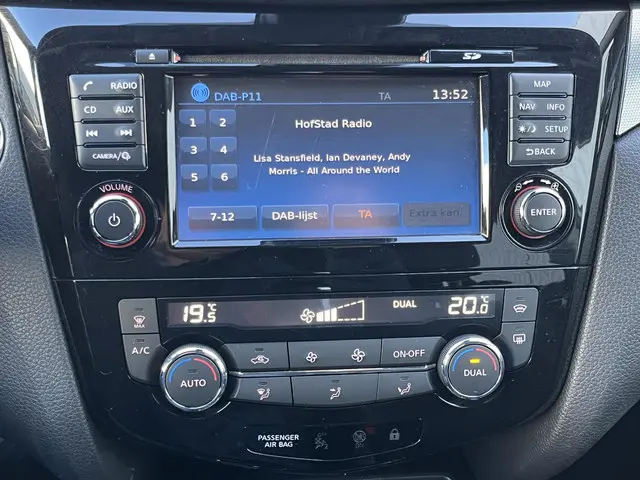 SD
RADIO
CD AUX
CAMERA/
VOLUME
DAB-P11 TA 13:52
1 2
3 4
5 6
HofStad Radio
Lisa Stansfield, Ian Devaney, Andy
Morris - All Around the World
7-12 DAB-lijst TA Extra kan.
MAP
NAV INFO
SETUP
BACK
ENTER
19.5°C DUAL 20.0°C
MAX
A/C
AUTO
ON-OFF
DUAL
PASSENGER
AIR BAG